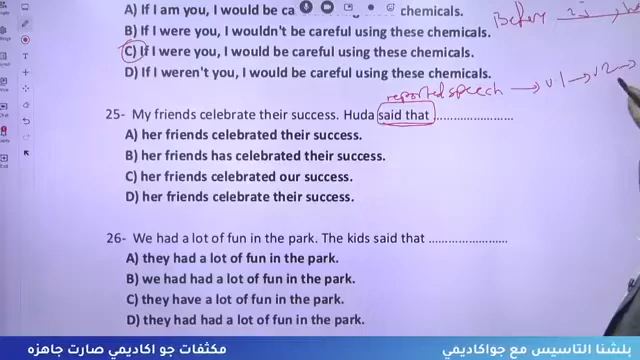 A) If I am you, I would be ca chemicals.
Before
B) If I were you, I wouldn't be careful using these chemicals.
C) If I were you, I would be careful using these chemicals.
D) If I weren't you, I would be careful using these chemicals.
reported speech → v.1 → v2 →
25- My friends celebrate their success. Huda said that ........................
A) her friends celebrated their success.
B) her friends has celebrated their success.
C) her friends celebrated our success.
D) her friends celebrate their success.
26- We had a lot of fun in the park. The kids said that ........................
A) they had a lot of fun in the park.
B) we had had a lot of fun in the park.
C) they have a lot of fun in the park.
D) they had had a lot of fun in the park.
بلشنا التاسيس مع جواكاديمي
مكثفات جو اكاديمي صارت جاهزه